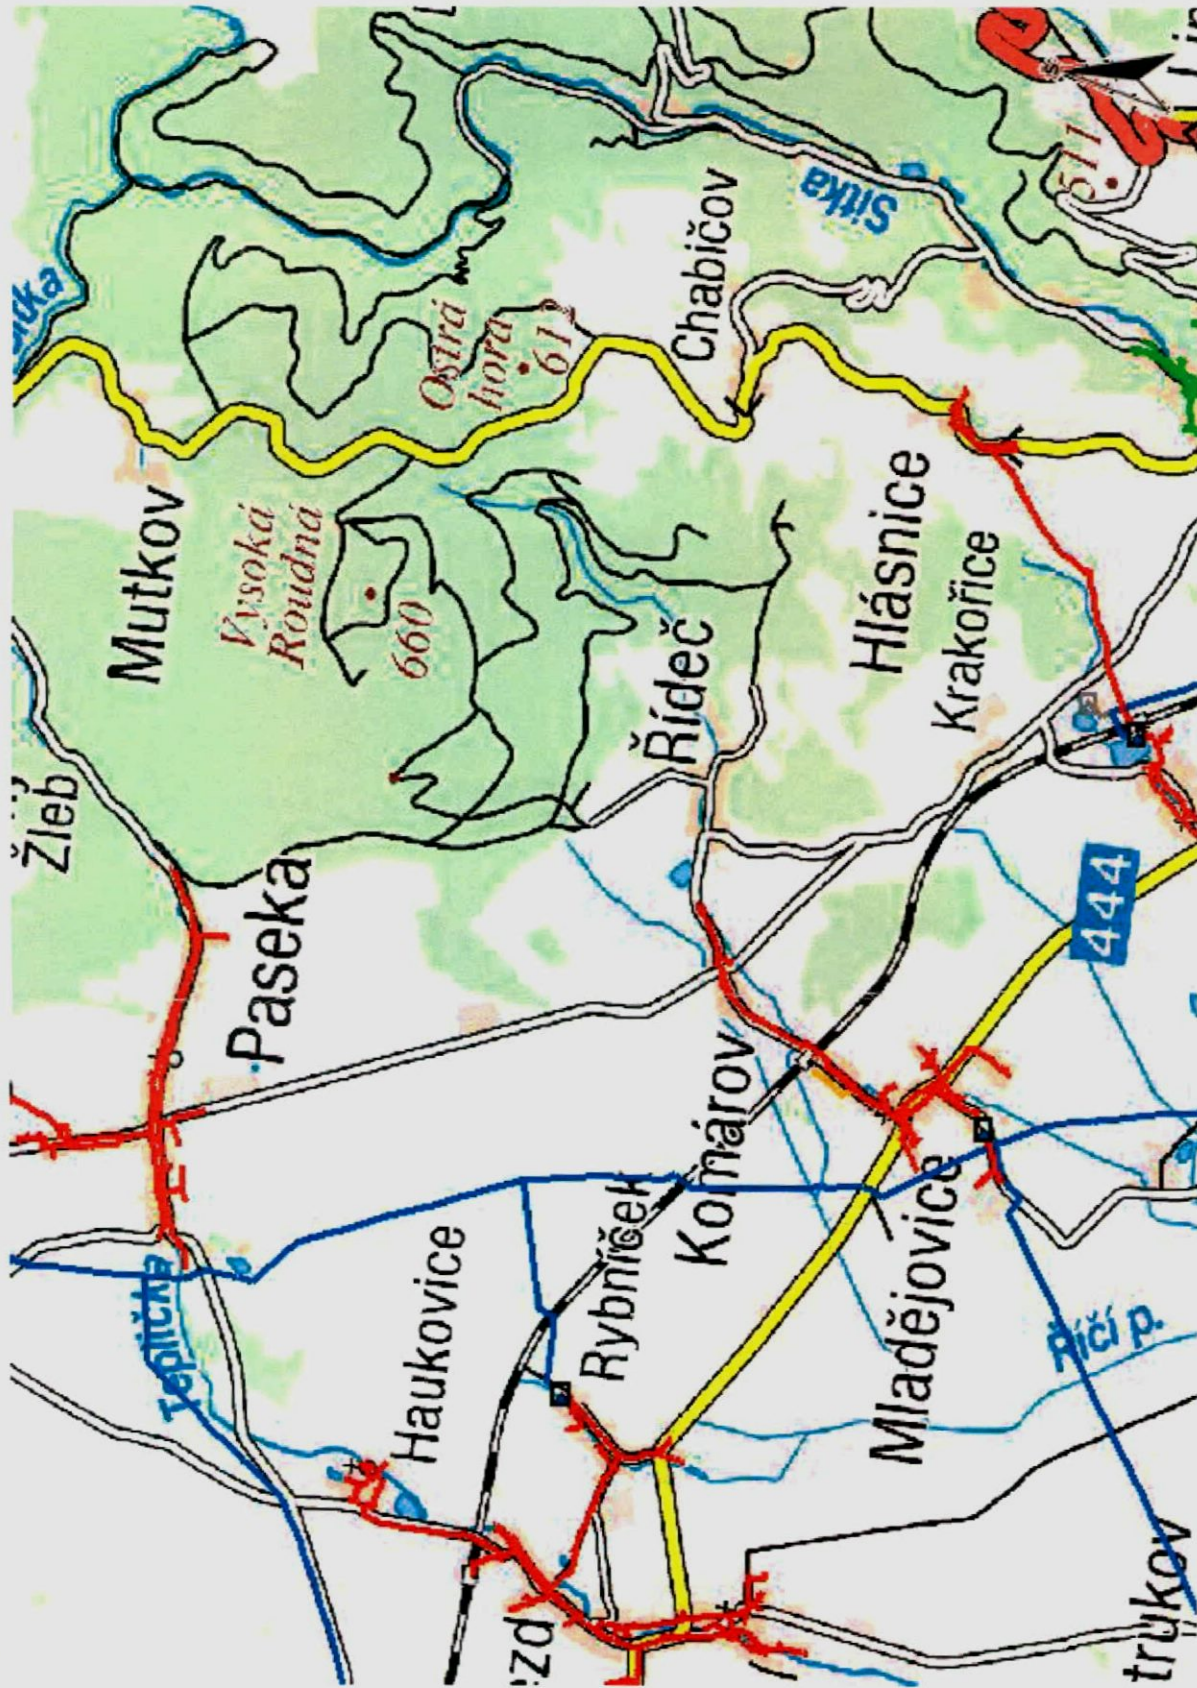 Žleb
Mutkov
Vysoká
Roudná
660
Ostrá
hora
612
Chabičov
Sitka
511
Paseka
Řídeč
Hlásnice
Krakořice
444
Teplička
Haukovice
Rybníček
Komárov
Mladějovice
Říčí p.